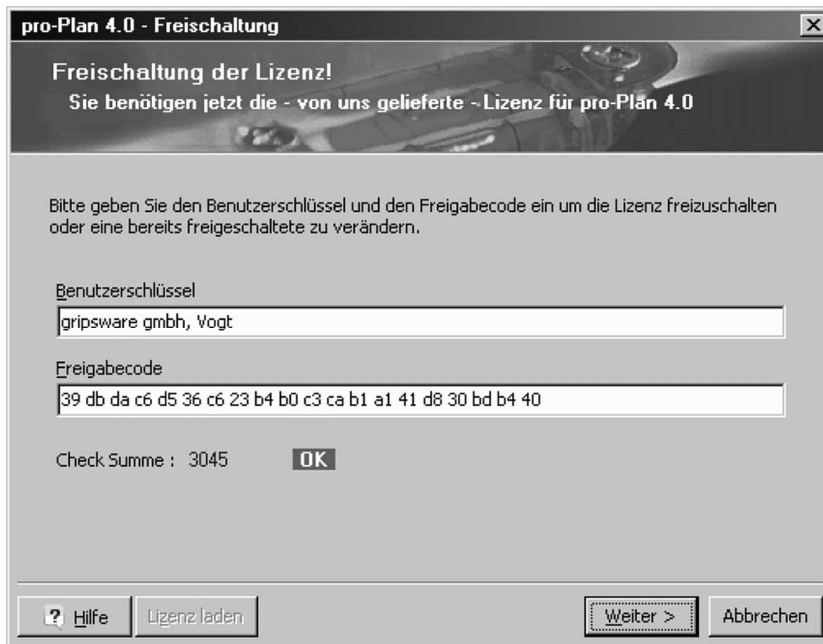 pro-Plan 4.0 - Freischaltung
Freischaltung der Lizenz!
Sie benötigen jetzt die - von uns gelieferte - Lizenz für pro-Plan 4.0
Bitte geben Sie den Benutzerschlüssel und den Freigabecode ein um die Lizenz freizuschalten
oder eine bereits freigeschaltete zu verändern.
Benutzerschlüssel
gripsware gmbh, Vogt
Freigabecode
39 db da c6 d5 36 c6 23 b4 b0 c3 ca b1 a1 41 d8 30 bd b4 40
Check Summe : 3045 OK
? Hilfe Lizenz laden Weiter > Abbrechen